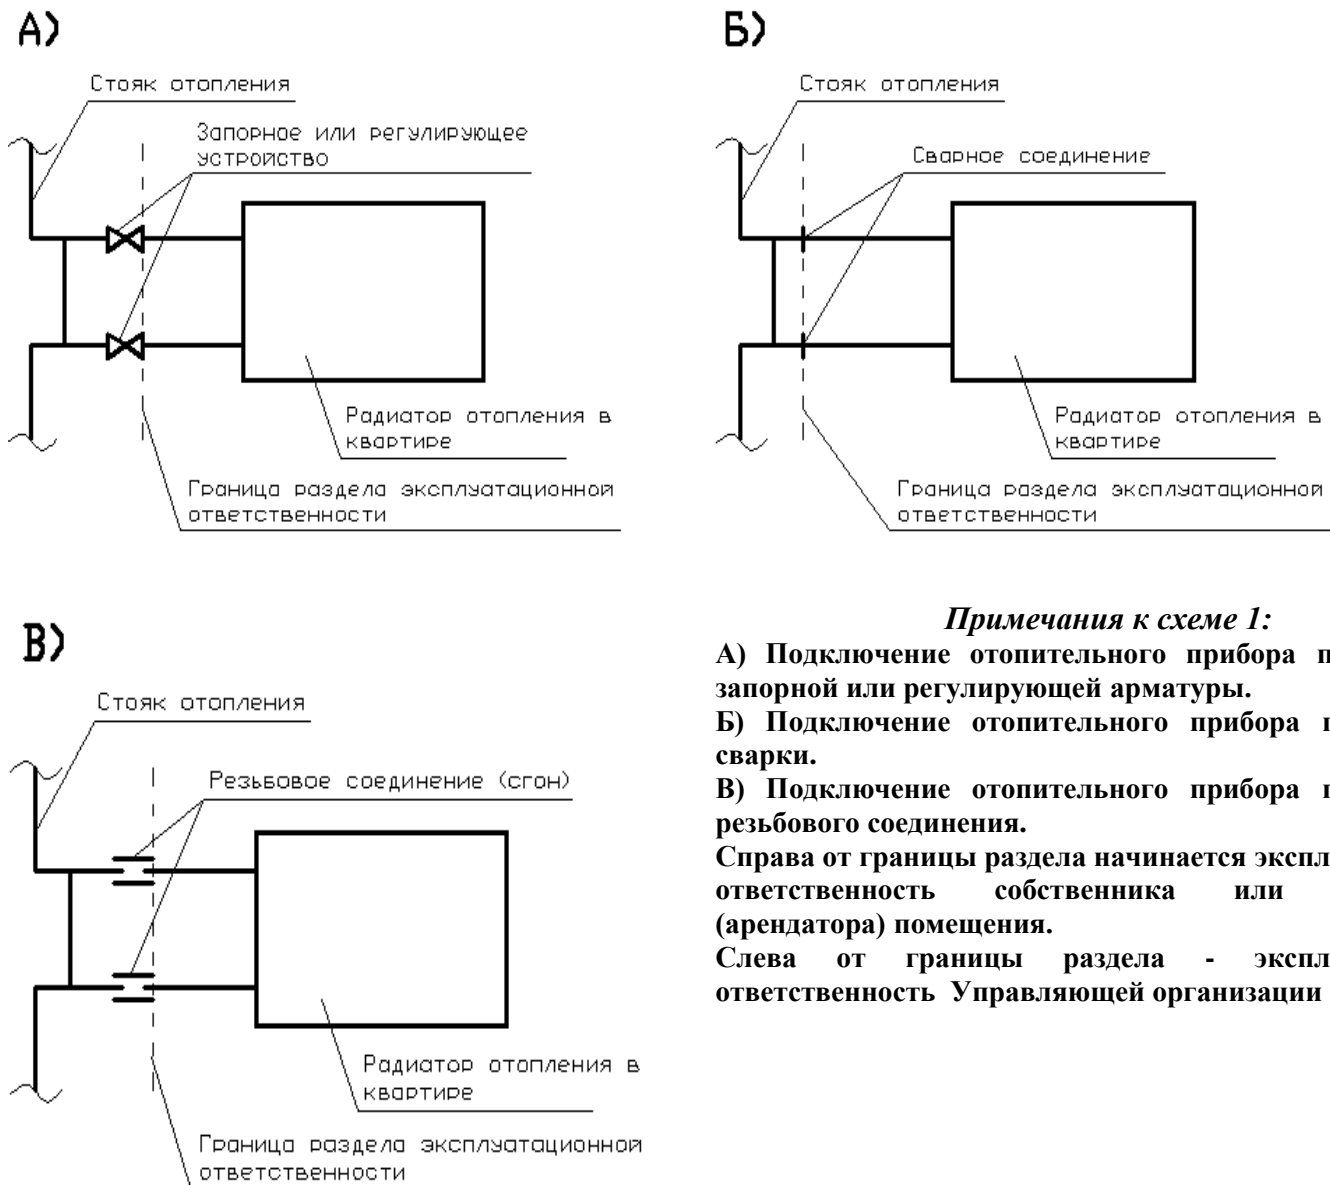 А)
Стояк отопления
Запорное или регулирующее
устройство
Радиатор отопления в
квартире
Граница раздела эксплуатационной
ответственности
Б)
Стояк отопления
Сварное соединение
Радиатор отопления в
квартире
Граница раздела эксплуатационной
ответственности
В)
Стояк отопления
Резьбовое соединение (сгон)
Радиатор отопления в
квартире
Граница раздела эксплуатационной
ответственности
Примечания к схеме 1:
А) Подключение отопительного прибора
запорной или регулирующей арматуры.
Б) Подключение отопительного прибора
сварки.
В) Подключение отопительного прибора
резьбового соединения.
Справа от границы раздела начинается
ответственность собственника или
(арендатора) помещения.
Слева от границы раздела -
ответственность Управляющей организации